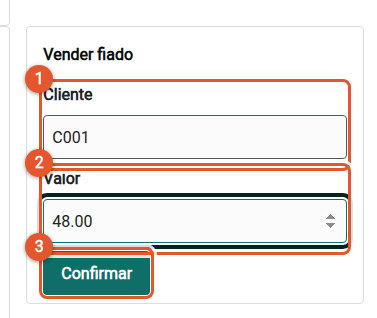 Vender fiado
1
Cliente
C001
2
Valor
48.00
3
Confirmar